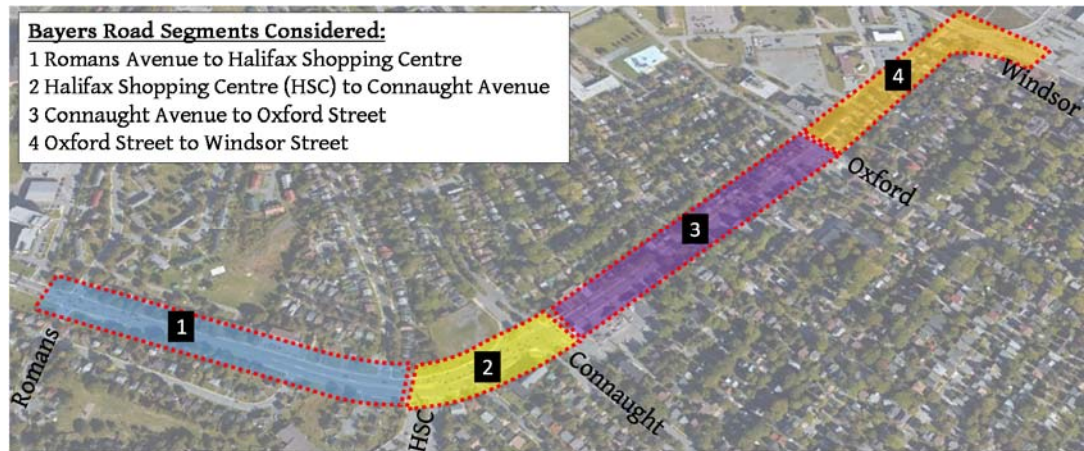 Bayers Road Segments Considered:
1 Romans Avenue to Halifax Shopping Centre
2 Halifax Shopping Centre (HSC) to Connaught Avenue
3 Connaught Avenue to Oxford Street
4 Oxford Street to Windsor Street
4
Windsor
Oxford
3
1
2
Romans
HSC
Connaught